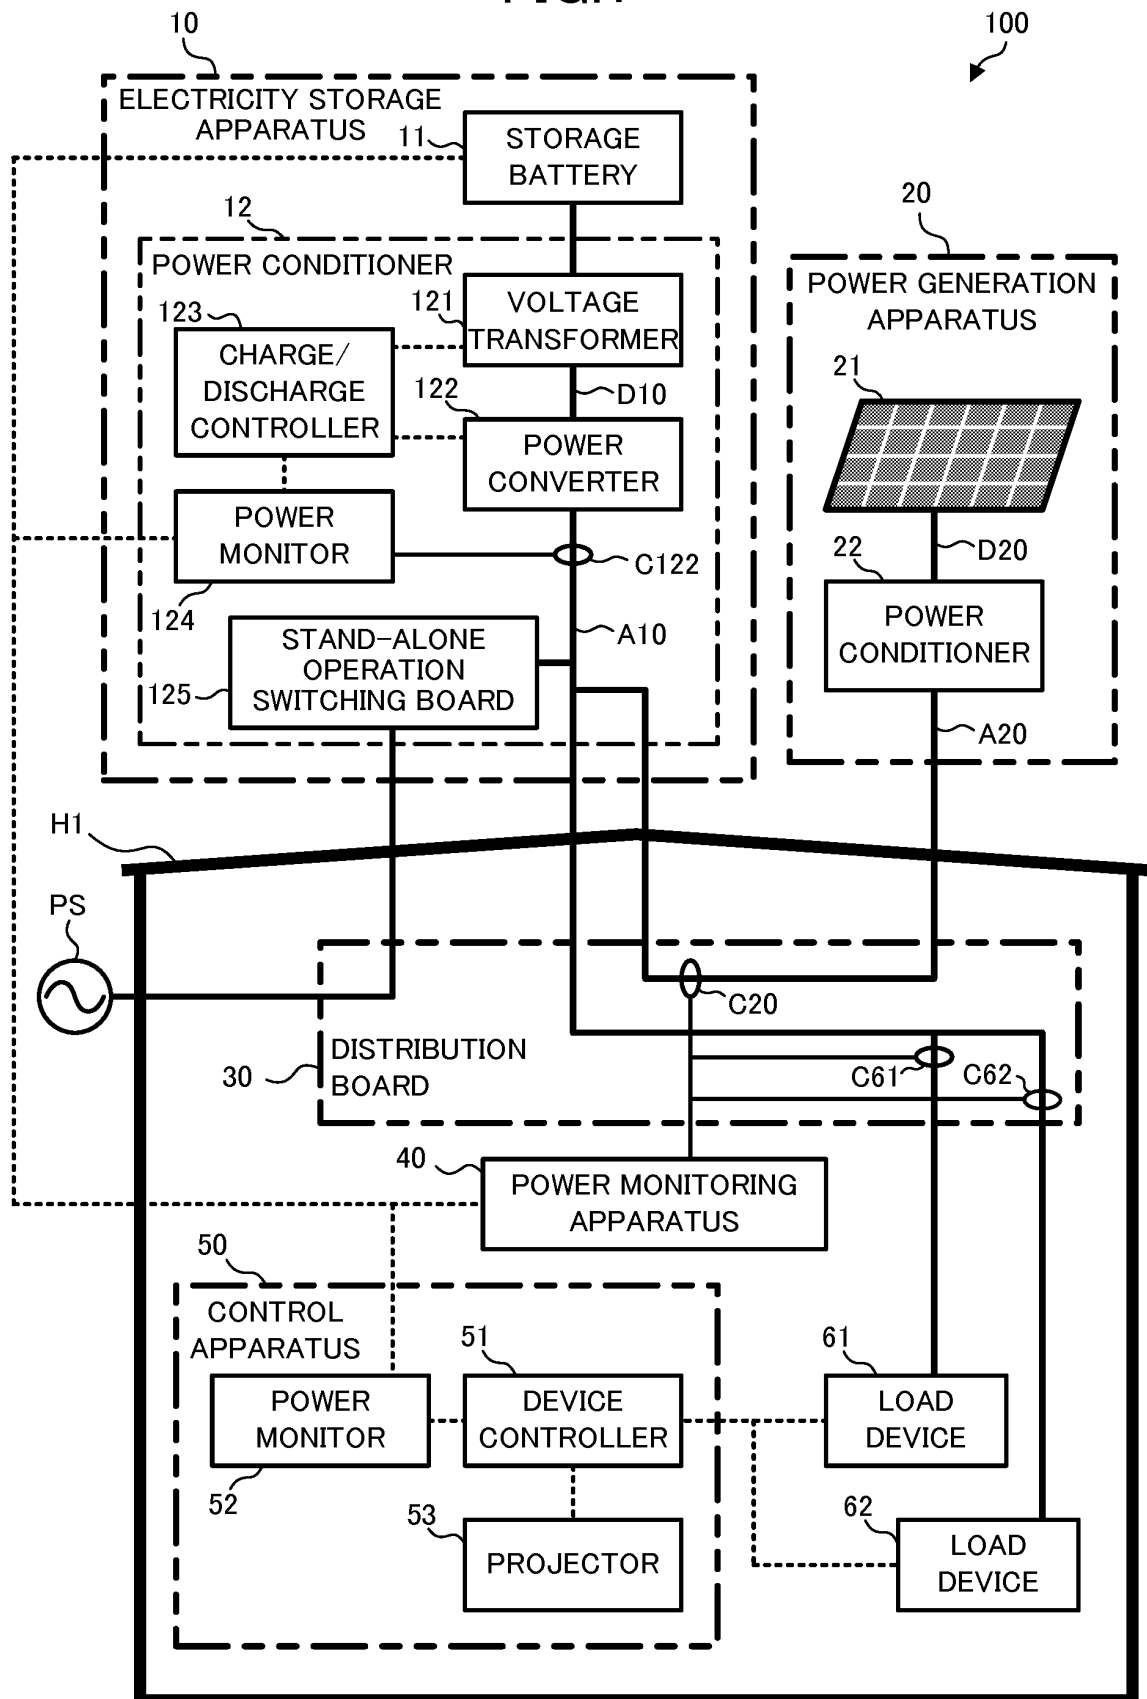 10
100
ELECTRICITY STORAGE
APPARATUS
11
STORAGE
BATTERY
12
POWER CONDITIONER
20
POWER GENERATION
APPARATUS
123
CHARGE/
DISCHARGE
CONTROLLER
121
VOLTAGE
TRANSFORMER
D10
122
POWER
CONVERTER
21
D20
22
POWER
CONDITIONER
A20
POWER
MONITOR
124
C122
A10
STAND-ALONE
OPERATION
SWITCHING BOARD
125
H1
PS
C20
DISTRIBUTION
BOARD
30
C61
C62
40
POWER MONITORING
APPARATUS
50
CONTROL
APPARATUS
51
DEVICE
CONTROLLER
POWER
MONITOR
52
53
PROJECTOR
61
LOAD
DEVICE
62
LOAD
DEVICE